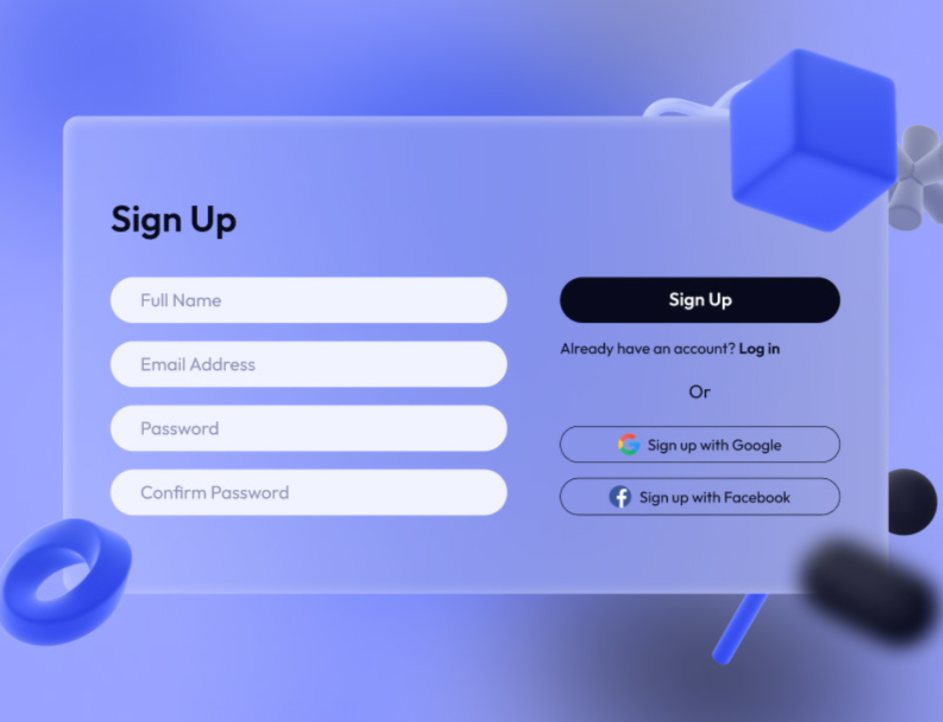 Sign Up
Full Name
Email Address
Password
Confirm Password
Sign Up
Already have an account? Log in
Or
Sign up with Google
Sign up with Facebook